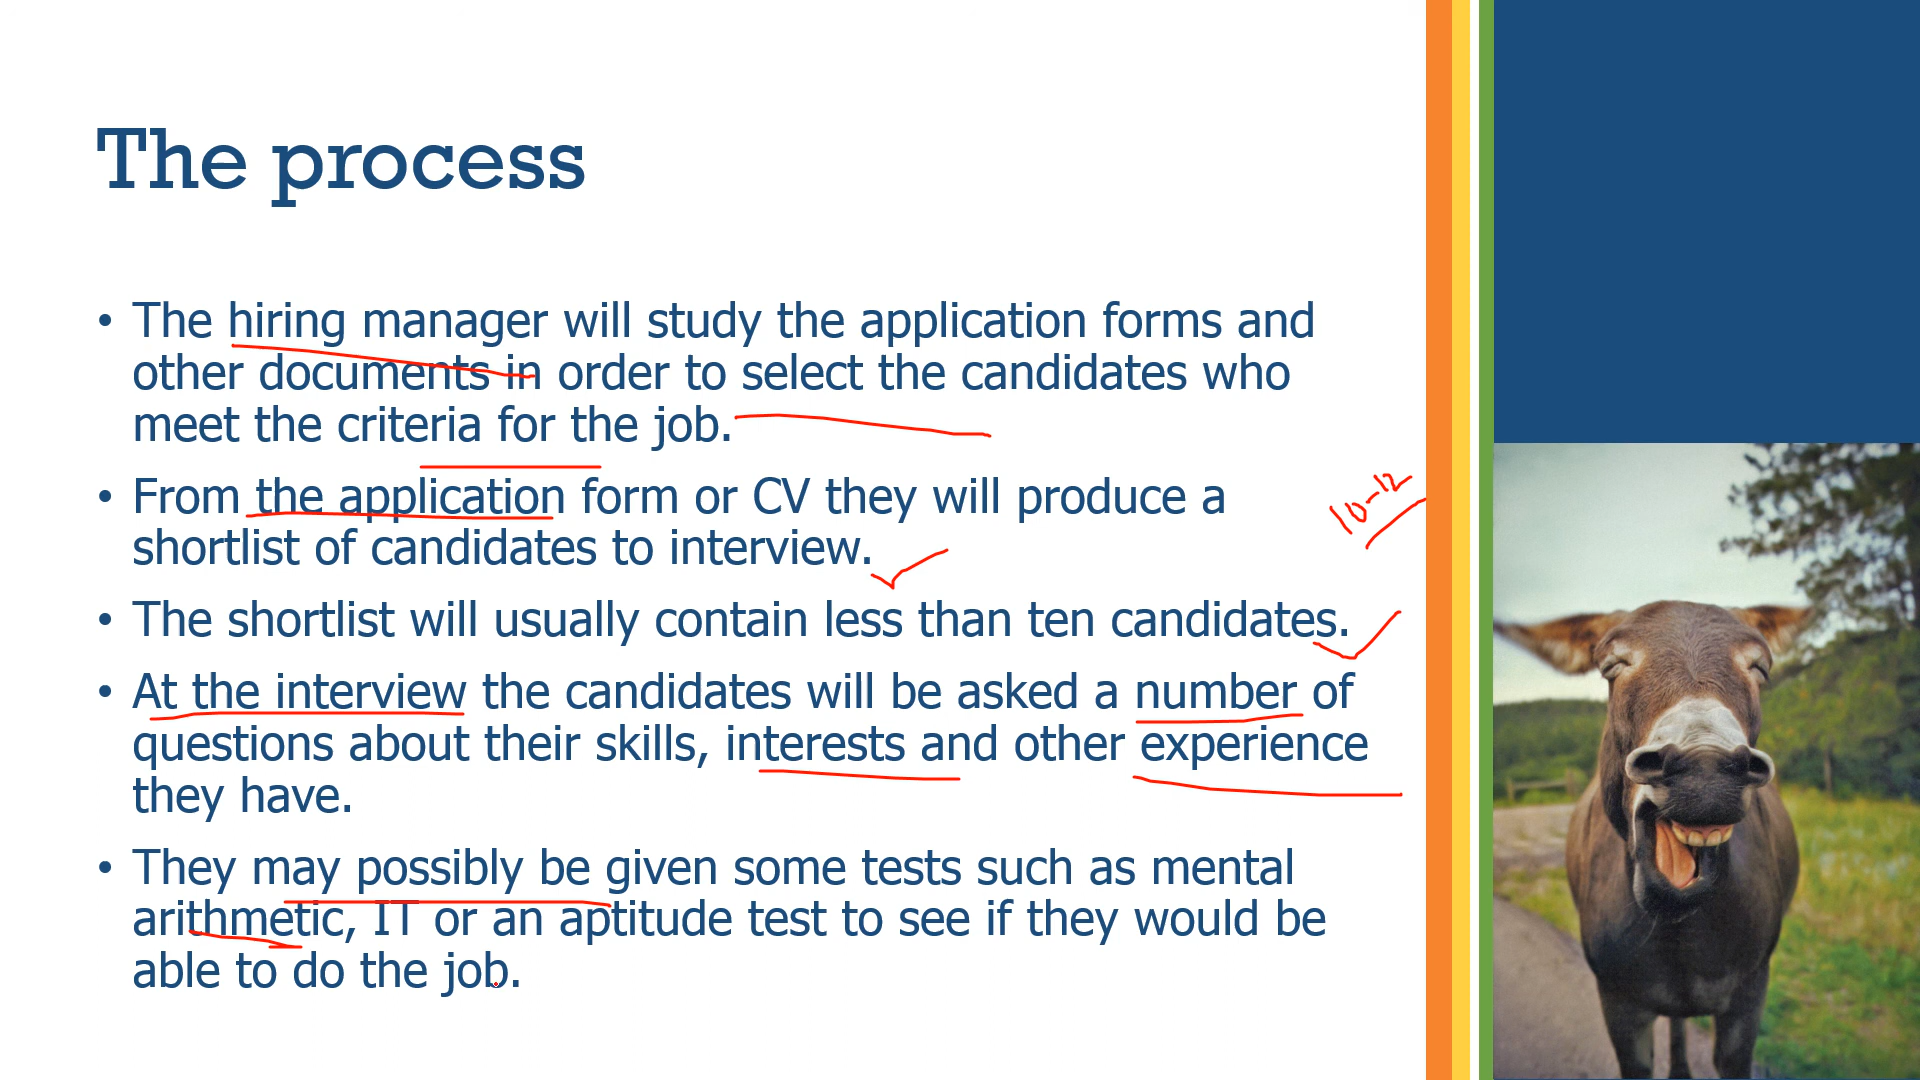 The process
• The hiring manager will study the application forms and
other documents in order to select the candidates who
meet the criteria for the job.
• From the application form or CV they will produce a
shortlist of candidates to interview.
10-12
• The shortlist will usually contain less than ten candidates.
• At the interview the candidates will be asked a number of
questions about their skills, interests and other experience
they have.
• They may possibly be given some tests such as mental
arithmetic, IT or an aptitude test to see if they would be
able to do the job.